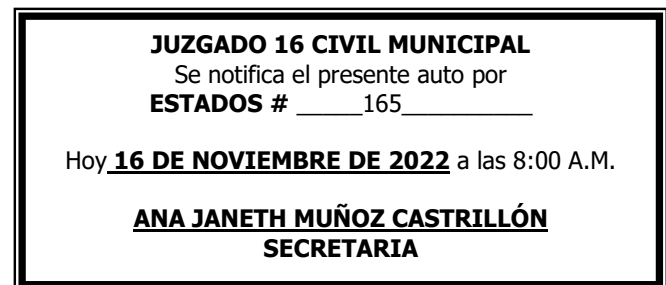 JUZGADO 16 CIVIL MUNICIPAL
Se notifica el presente auto por
ESTADOS # _____165__________
Hoy 16 DE NOVIEMBRE DE 2022 a las 8:00 A.M.
ANA JANETH MUÑOZ CASTRILLÓN
SECRETARIA